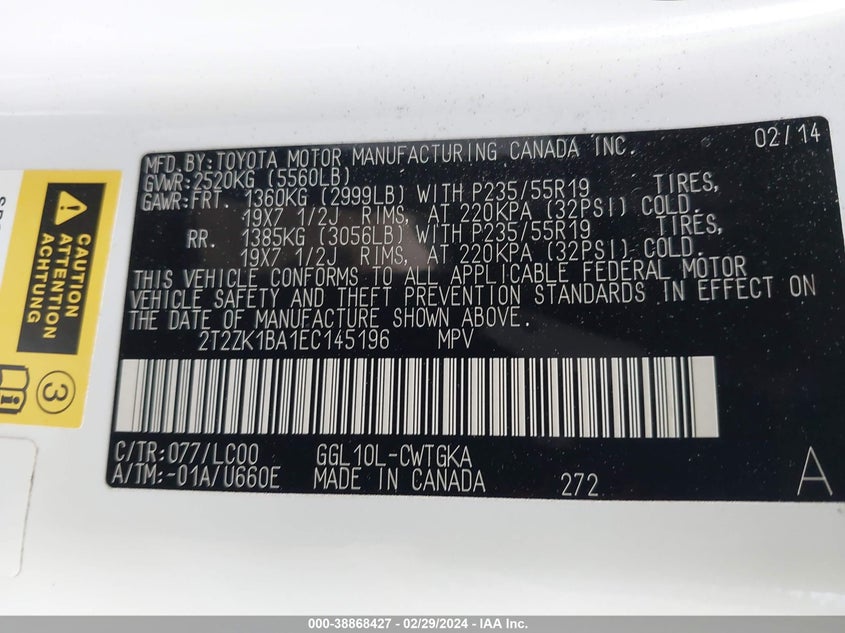 02/14
MFD. BY: TOYOTA MOTOR MANUFACTURING CANADA INC.
GVWR: 2520KG (5560LB)
GAWR: FRT. 1360KG (2999LB) WITH P235/55R19 TIRES,
19X7 1/2J RIMS, AT 220KPA (32PSI) COLD.
RR. 1385KG (3056LB) WITH P235/55R19 TIRES,
19X7 1/2J RIMS, AT 220KPA (32PSI) COLD.
THIS VEHICLE CONFORMS TO ALL APPLICABLE FEDERAL MOTOR
VEHICLE SAFETY AND THEFT PREVENTION STANDARDS IN EFFECT ON
THE DATE OF MANUFACTURE SHOWN ABOVE.
2T2ZK1BA1EC145196 MPV
C/TR: 077/LC00 GGL10L-CWTGKA
A/TM: -01A/U660E MADE IN CANADA 272 A
CAUTION
ATTENTION
ACHTUNG
3
000-38868427 - 02/29/2024 - IAA Inc.